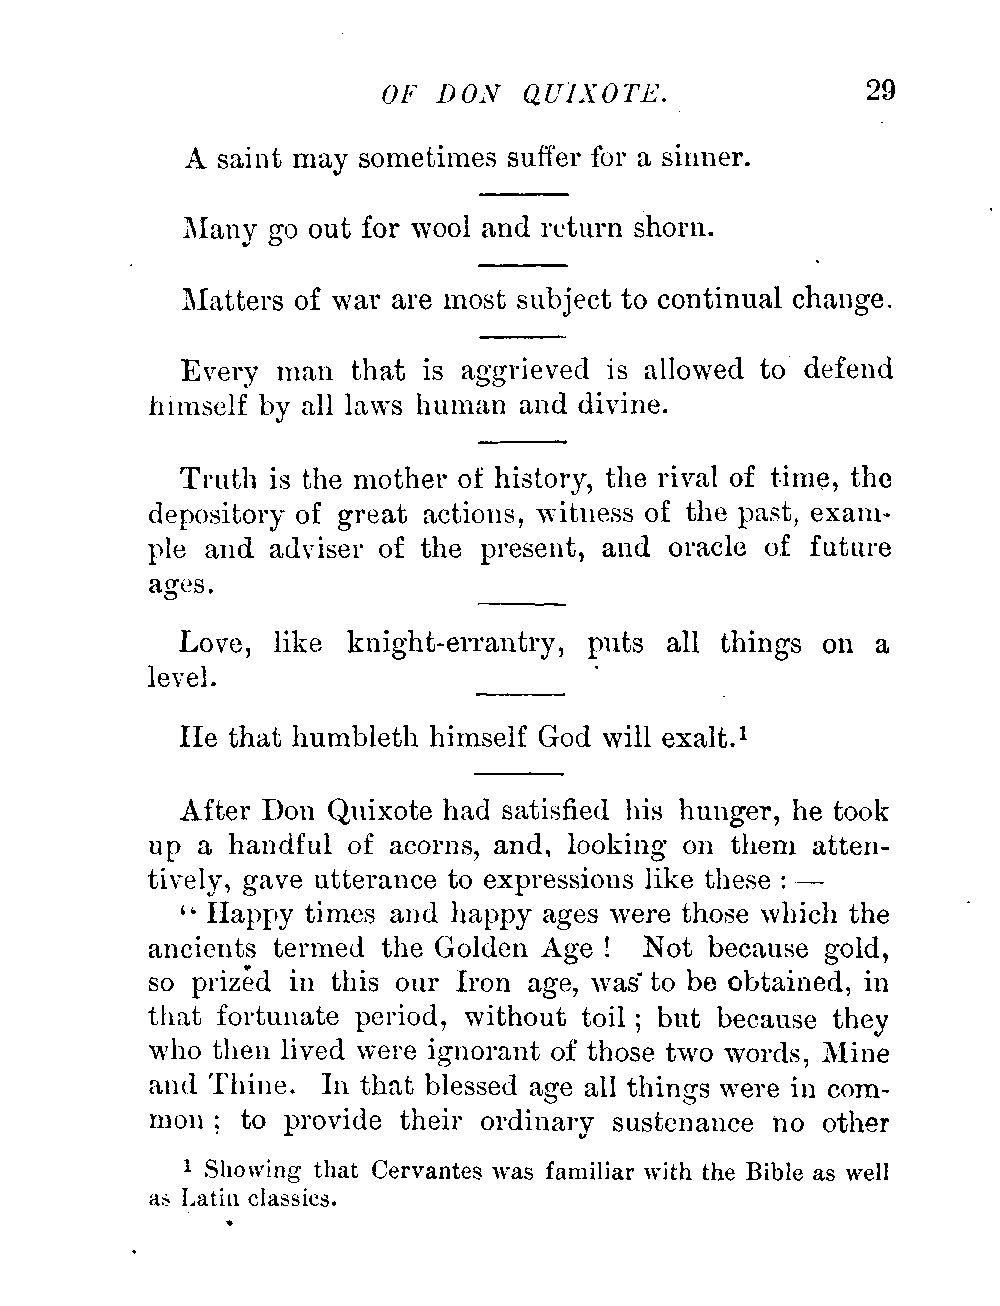 OF DON QUIXOTE. 29
A saint may sometimes suffer for a sinner.
Many go out for wool and return shorn.
Matters of war are most subject to continual change.
Every man that is aggrieved is allowed to defend
himself by all laws human and divine.
Truth is the mother of history, the rival of time, the
depository of great actions, witness of the past, exam-
ple and adviser of the present, and oracle of future
ages.
Love, like knight-errantry, puts all things on a
level.
He that humbleth himself God will exalt.¹
After Don Quixote had satisfied his hunger, he took
up a handful of acorns, and, looking on them atten-
tively, gave utterance to expressions like these : —
“ Happy times and happy ages were those which the
ancients termed the Golden Age ! Not because gold,
so prized in this our Iron age, was to be obtained, in
that fortunate period, without toil ; but because they
who then lived were ignorant of those two words, Mine
and Thine. In that blessed age all things were in com-
mon ; to provide their ordinary sustenance no other
¹ Showing that Cervantes was familiar with the Bible as well
as Latin classics.